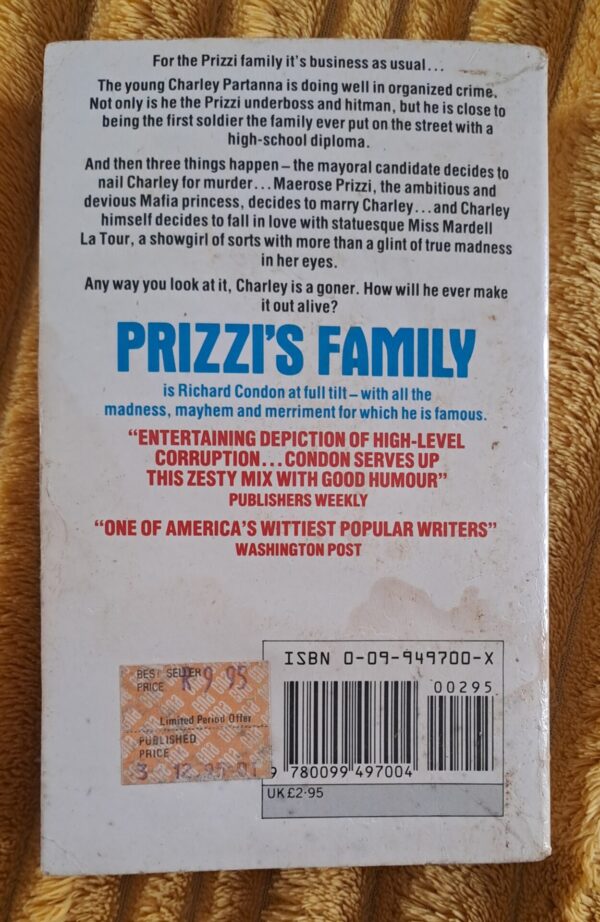 For the Prizzi family it's business as usual...
The young Charley Partanna is doing well in organized crime.
Not only is he the Prizzi underboss and hitman, but he is close to
being the first soldier the family ever put on the street with a
high-school diploma.
And then three things happen – the mayoral candidate decides to
nail Charley for murder... Maerose Prizzi, the ambitious and
devious Mafia princess, decides to marry Charley... and Charley
himself decides to fall in love with statuesque Miss Mardell
La Tour, a showgirl of sorts with more than a glint of true madness
in her eyes.
Any way you look at it, Charley is a goner. How will he ever make
it out alive?
PRIZZI'S FAMILY
is Richard Condon at full tilt – with all the
madness, mayhem and merriment for which he is famous.
“ENTERTAINING DEPICTION OF HIGH-LEVEL
CORRUPTION... CONDON SERVES UP
THIS ZESTY MIX WITH GOOD HUMOUR”
PUBLISHERS WEEKLY
“ONE OF AMERICA'S WITTIEST POPULAR WRITERS”
WASHINGTON POST
ISBN 0-09-949700-X
00295
9 780099 497004
UK £2·95
BEST SELLER
PRICE R9 95
Limited Period Offer
PUBLISHED
PRICE